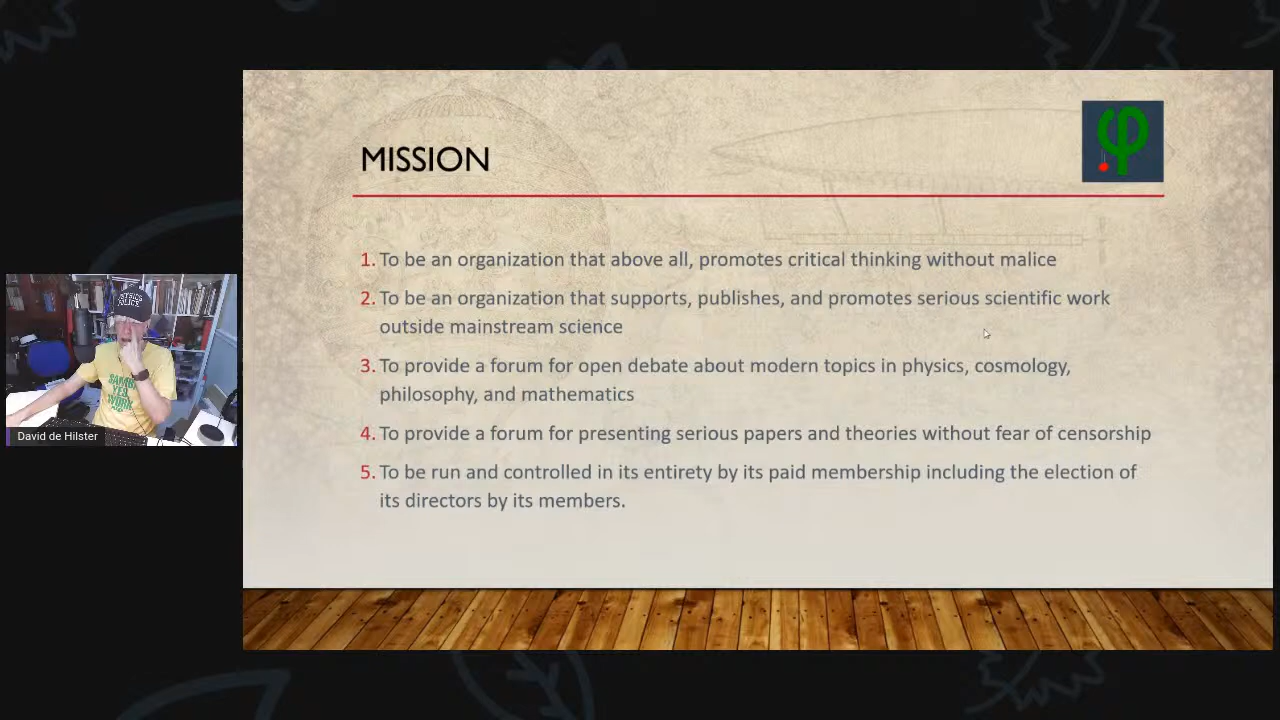 MISSION
1. To be an organization that above all, promotes critical thinking without malice
2. To be an organization that supports, publishes, and promotes serious scientific work
outside mainstream science
3. To provide a forum for open debate about modern topics in physics, cosmology,
philosophy, and mathematics
4. To provide a forum for presenting serious papers and theories without fear of censorship
5. To be run and controlled in its entirety by its paid membership including the election of
its directors by its members.
POLICE
SAMBA
YES
WORK
David de Hilster